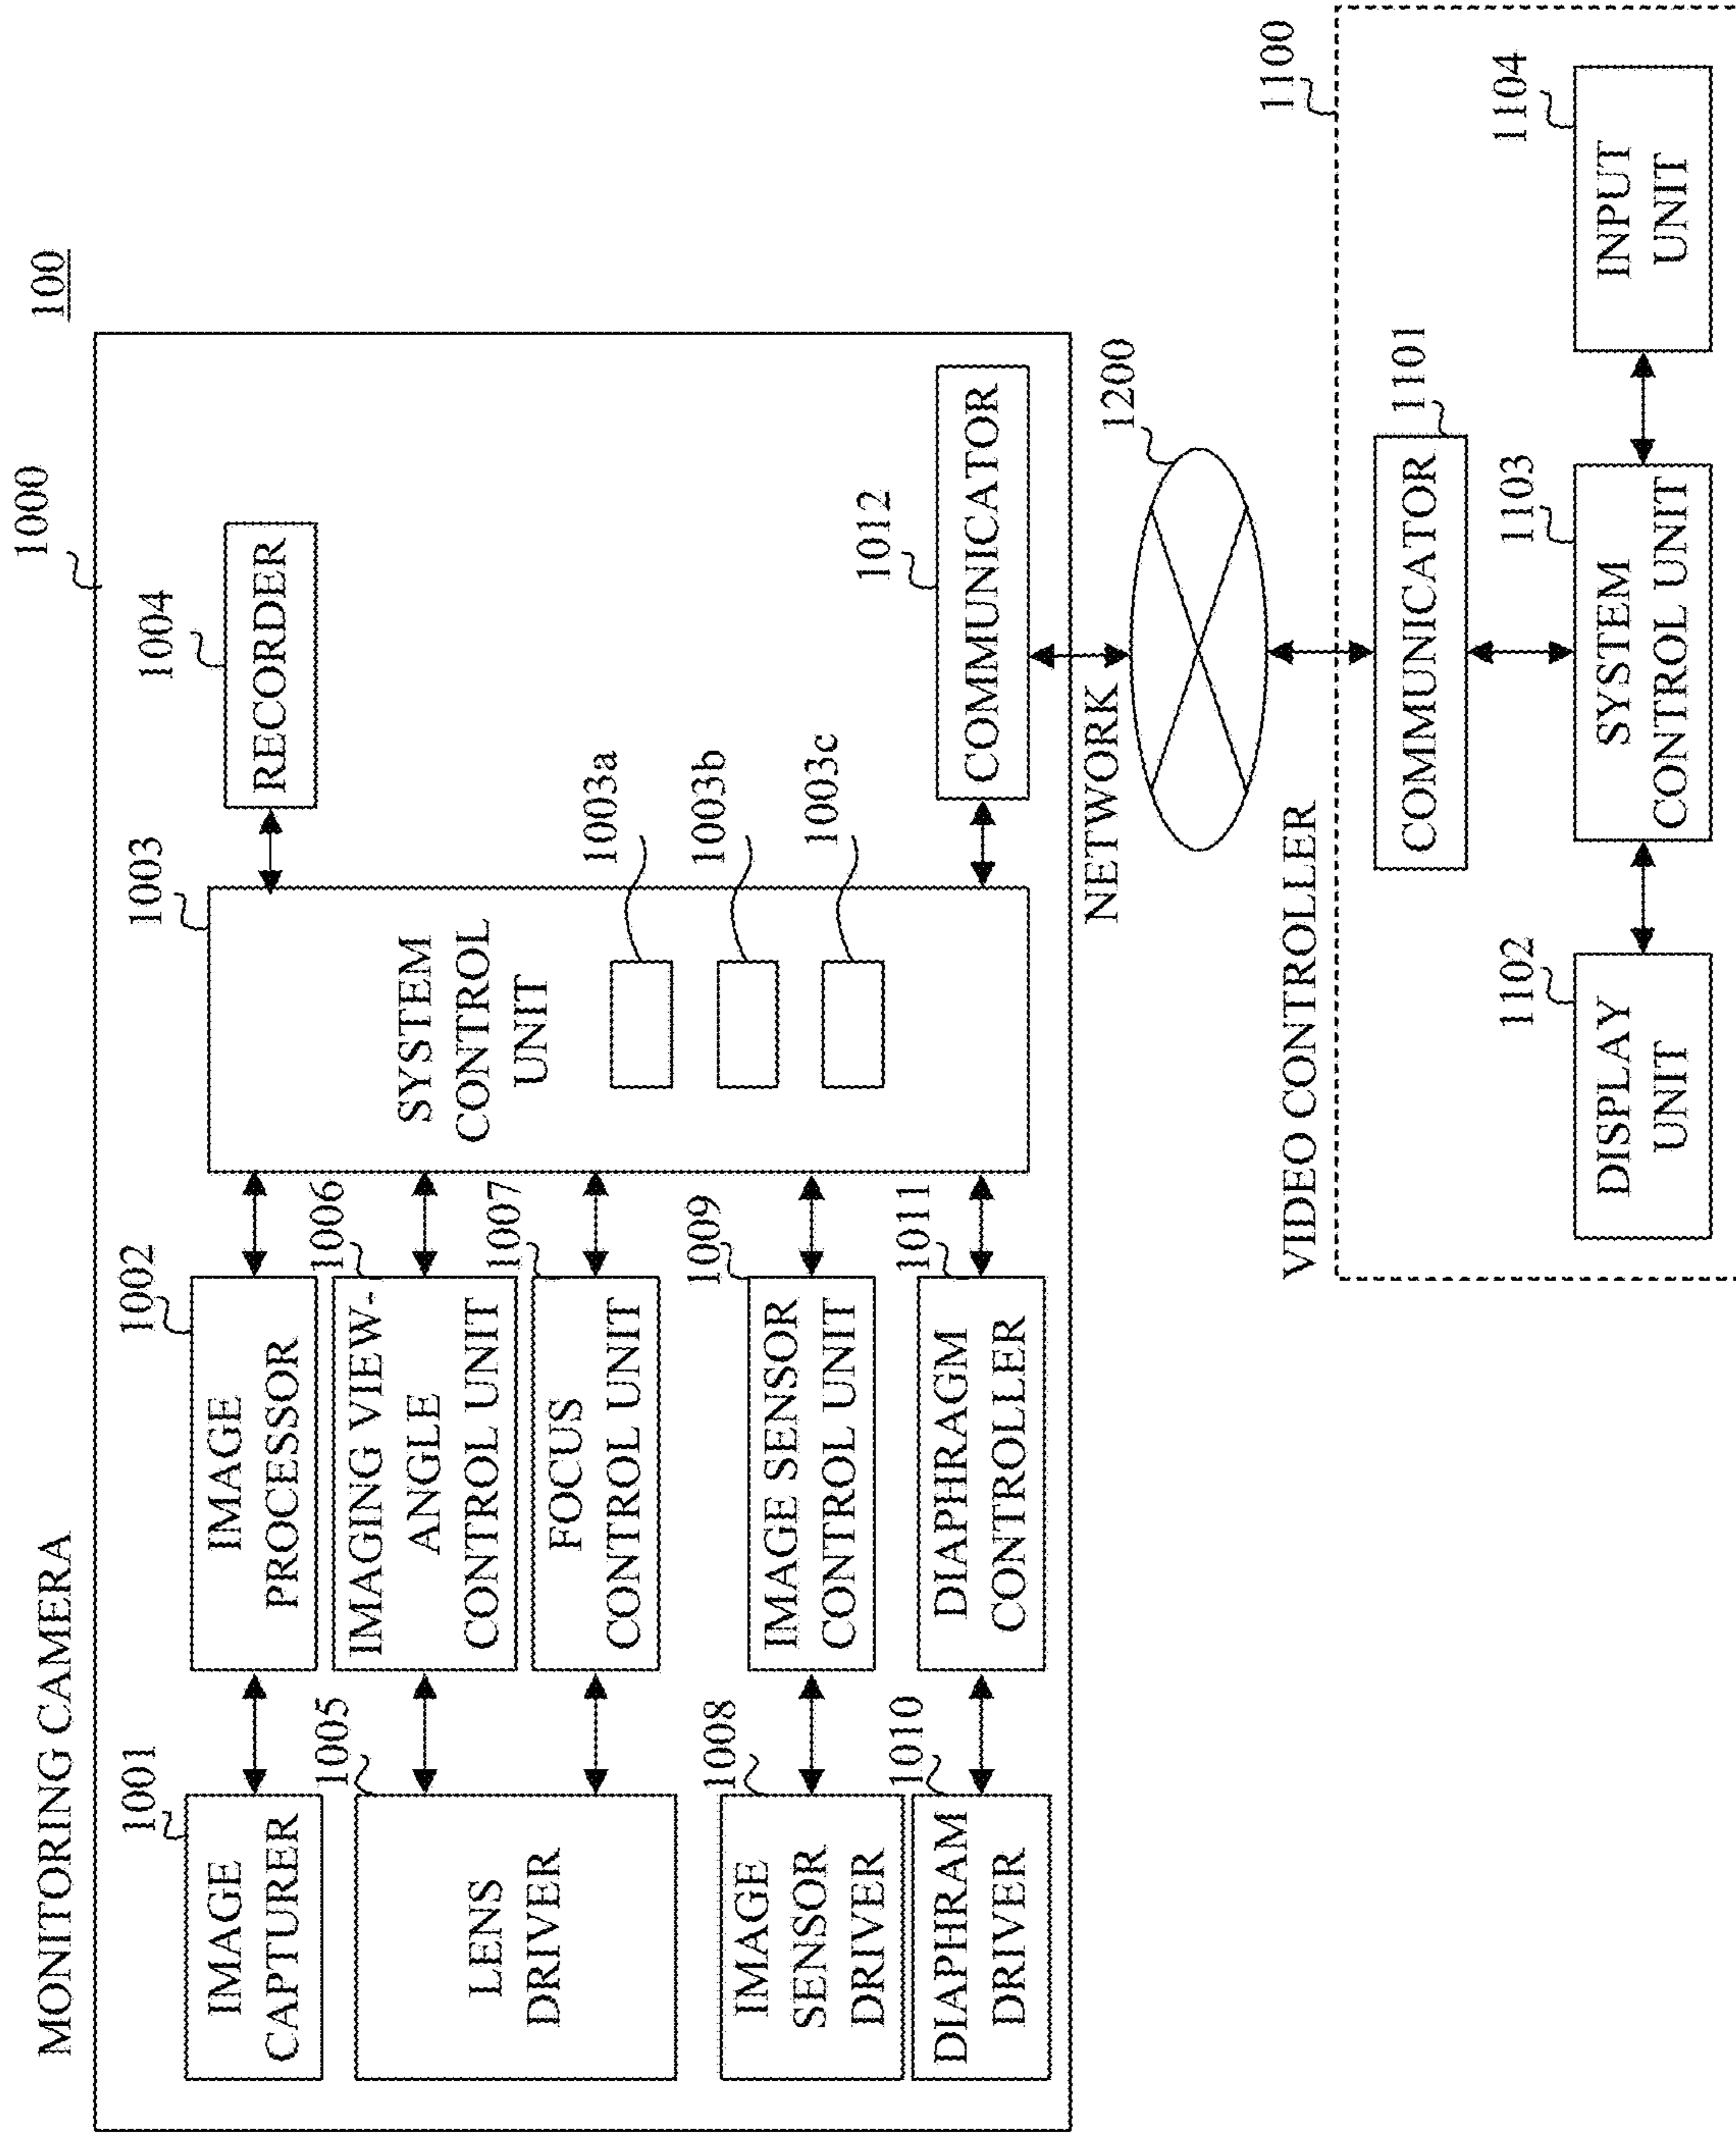 100
MONITORING CAMERA
1000
1001
IMAGE
CAPTURER
1002
IMAGE
PROCESSOR
1003
SYSTEM
CONTROL
UNIT
1003a
1003b
1003c
1004
RECORDER
1005
LENS
DRIVER
1006
IMAGING VIEW-
ANGLE
CONTROL UNIT
1007
FOCUS
CONTROL UNIT
1008
IMAGE
SENSOR
DRIVER
1009
IMAGE SENSOR
CONTROL UNIT
1010
DIAPHRAM
DRIVER
1011
DIAPHRAGM
CONTROLLER
1012
COMMUNICATOR
NETWORK
1200
VIDEO CONTROLLER
1100
1101
COMMUNICATOR
1102
DISPLAY
UNIT
1103
SYSTEM
CONTROL UNIT
1104
INPUT
UNIT